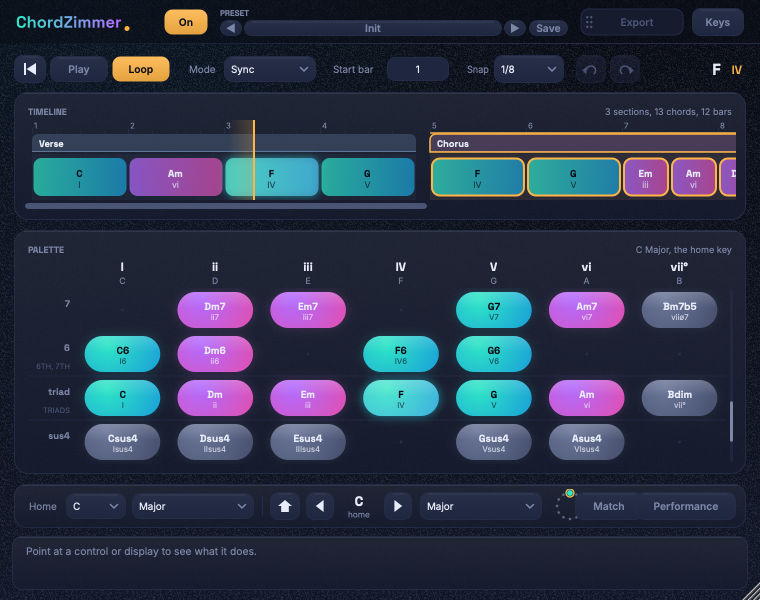 ChordZimmer
On
PRESET
Init
Save
Export
Keys
Play
Loop
Mode
Sync
Start bar
1
Snap
1/8
F IV
TIMELINE
3 sections, 13 chords, 12 bars
1 2 3 4 5 6 7 8
Verse
Chorus
C Am F G F G Em Am
I vi IV V IV V iii vi
PALETTE
C Major, the home key
I ii iii IV V vi vii°
C D E F G A B
7
Dm7 Em7 G7 Am7 Bm7b5
ii7 iii7 V7 vi7 viiø7
6
C6 Dm6 F6 G6
I6 ii6 IV6 V6
6TH, 7TH
triad
C Dm Em F G Am Bdim
I ii iii IV V vi vii°
TRIADS
sus4
Csus4 Dsus4 Esus4 Gsus4 Asus4
Isus4 IIsus4 IIIsus4 Vsus4 VIsus4
Home
C
Major
C
home
Major
Match
Performance
Point at a control or display to see what it does.